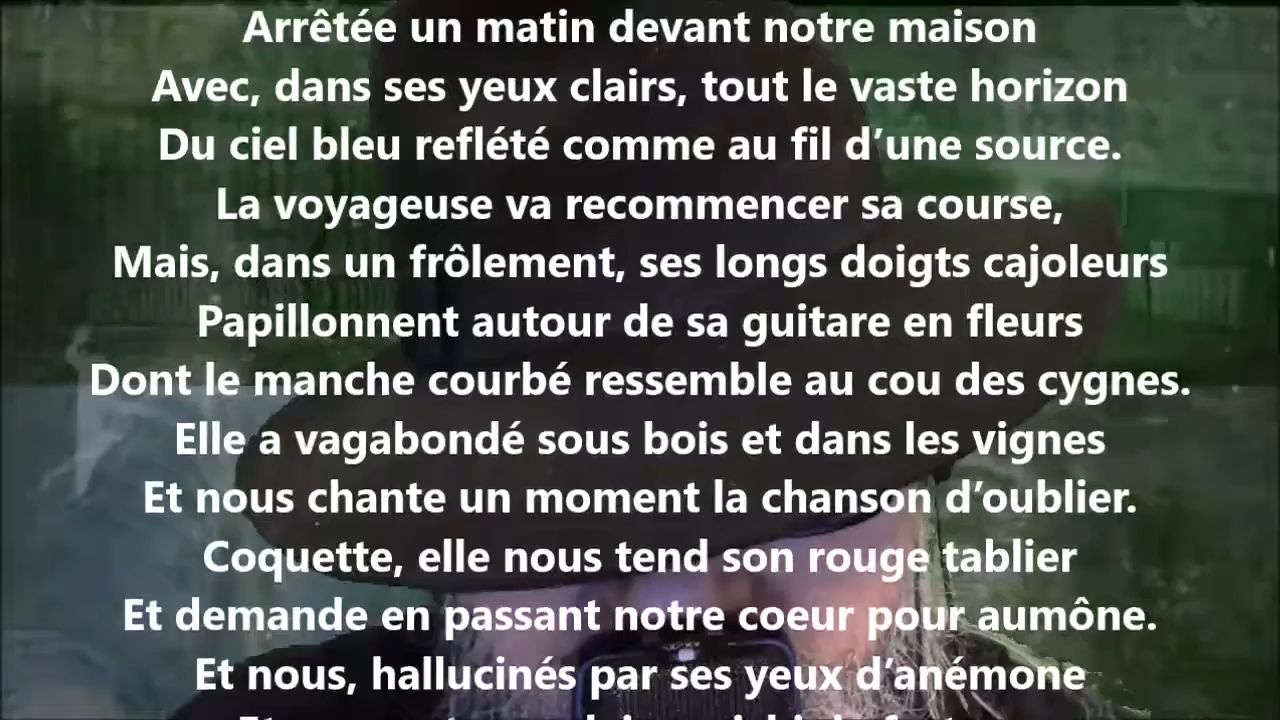 Arrêtée un matin devant notre maison
Avec, dans ses yeux clairs, tout le vaste horizon
Du ciel bleu reflété comme au fil d’une source.
La voyageuse va recommencer sa course,
Mais, dans un frôlement, ses longs doigts cajoleurs
Papillonnent autour de sa guitare en fleurs
Dont le manche courbé ressemble au cou des cygnes.
Elle a vagabondé sous bois et dans les vignes
Et nous chante un moment la chanson d’oublier.
Coquette, elle nous tend son rouge tablier
Et demande en passant notre coeur pour aumône.
Et nous, hallucinés par ses yeux d’anémone